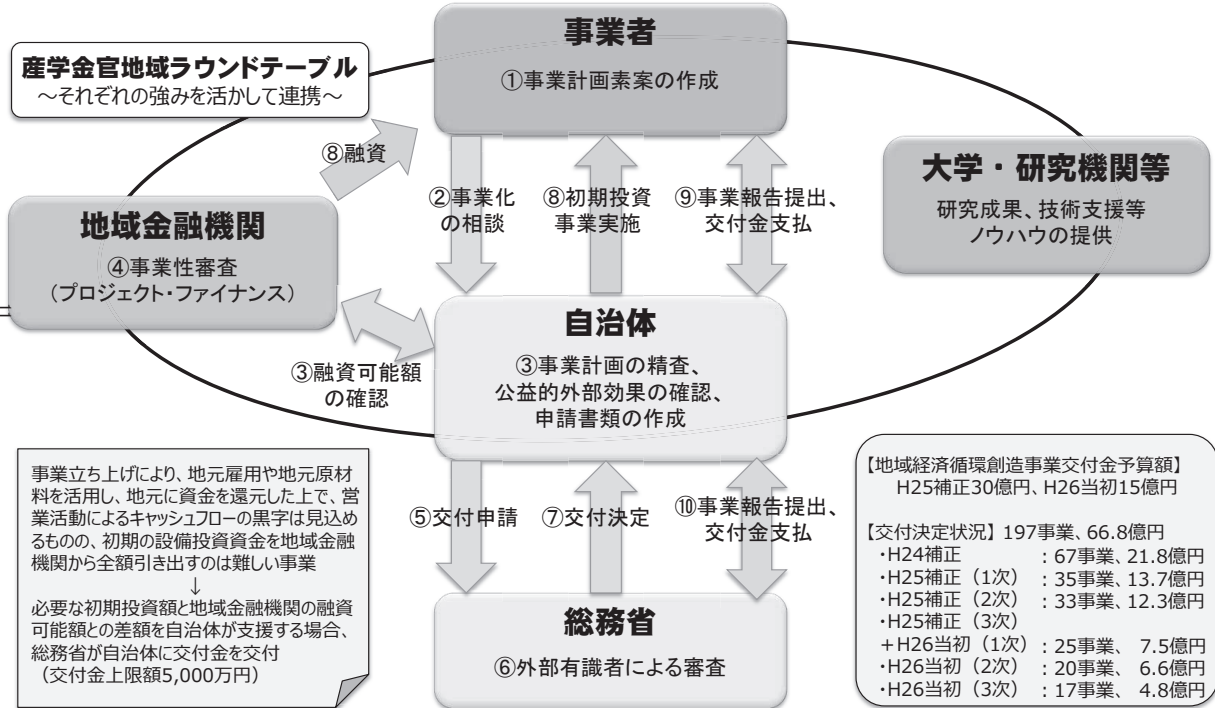 事業者
①事業計画素案の作成
産学金官地域ラウンドテーブル
～それぞれの強みを活かして連携～
⑧融資
②事業化
の相談
⑧初期投資
事業実施
⑨事業報告提出、
交付金支払
大学・研究機関等
研究成果、技術支援等
ノウハウの提供
地域金融機関
④事業性審査
（プロジェクト・ファイナンス）
③融資可能額
の確認
自治体
③事業計画の精査、
公益的外部効果の確認、
申請書類の作成
事業立ち上げにより、地元雇用や地元原材
料を活用し、地元に資金を還元した上で、営
業活動によるキャッシュフローの黒字は見込め
るものの、初期の設備投資資金を地域金融
機関から全額引き出すのは難しい事業
↓
必要な初期投資額と地域金融機関の融資
可能額との差額を自治体が支援する場合、
総務省が自治体に交付金を交付
（交付金上限額5,000万円）
⑤交付申請
⑦交付決定
⑩事業報告提出、
交付金支払
総務省
⑥外部有識者による審査
【地域経済循環創造事業交付金予算額】
H25補正30億円、H26当初15億円
【交付決定状況】197事業、66.8億円
・H24補正 ：67事業、21.8億円
・H25補正（1次）：35事業、13.7億円
・H25補正（2次）：33事業、12.3億円
・H25補正（3次）
＋H26当初（1次）：25事業、 7.5億円
・H26当初（2次）：20事業、 6.6億円
・H26当初（3次）：17事業、 4.8億円